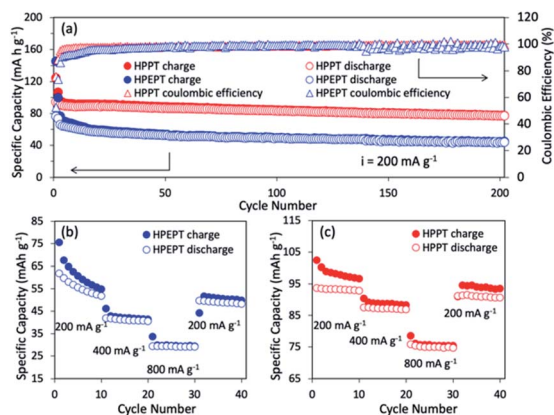 (a)
200
160
120
80
40
0
Specific Capacity (mA h g⁻¹)
120
100
80
60
40
20
0
Coulombic Efficiency (%)
HPPT charge
HPPT discharge
HPEPT charge
HPEPT discharge
HPPT coulombic efficiency
HPEPT coulombic efficiency
i = 200 mA g⁻¹
0 50 100 150 200
Cycle Number
(b)
85
75
65
55
45
35
25
15
Specific Capacity (mAh g⁻¹)
HPEPT charge
HPEPT discharge
200 mA g⁻¹
400 mA g⁻¹
800 mA g⁻¹
200 mA g⁻¹
0 10 20 30 40
Cycle Number
(c)
115
105
95
85
75
65
Specific Capacity (mAh g⁻¹)
HPPT charge
HPPT discharge
200 mA g⁻¹
400 mA g⁻¹
800 mA g⁻¹
200 mA g⁻¹
0 10 20 30 40
Cycle Number